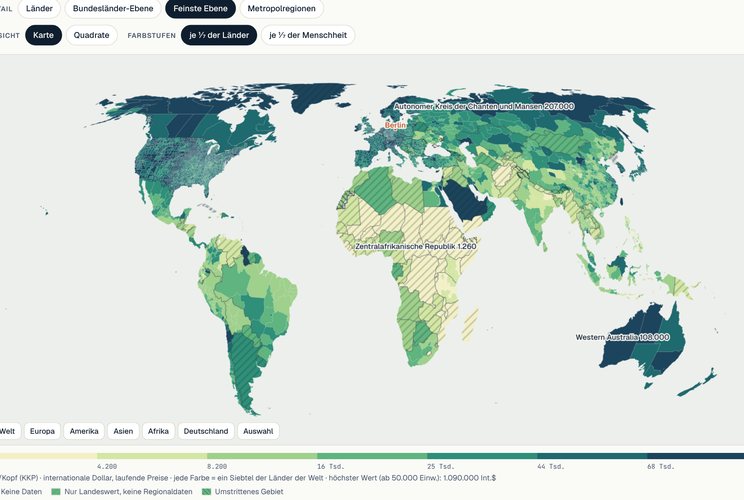 AIL Länder Bundesländer-Ebene Feinste Ebene Metropolregionen
SICHT Karte Quadrate FARBSTUFEN je ⅐ der Länder je ⅐ der Menschheit
Autonomer Kreis der Chanten und Mansen 207.000
Berlin
Zentralafrikanische Republik 1.260
Western Australia 108.000
Welt Europa Amerika Asien Afrika Deutschland Auswahl
4.200 8.200 16 Tsd. 25 Tsd. 44 Tsd. 68 Tsd.
/Kopf (KKP) · internationale Dollar, laufende Preise · jede Farbe = ein Siebtel der Länder der Welt · höchster Wert (ab 50.000 Einw.): 1.090.000 Int.$
Keine Daten Nur Landeswert, keine Regionaldaten Umstrittenes Gebiet